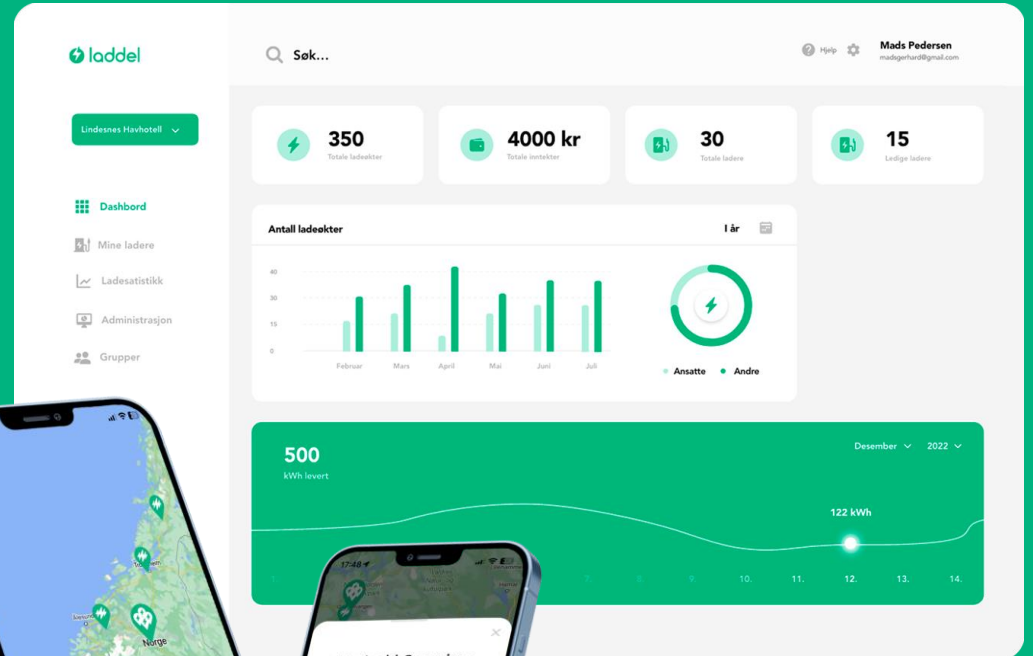 laddel
Søk...
Hjelp
Mads Pedersen
madsgerhard@gmail.com
Lindesnes Havhotell
350
Totale ladeøkter
4000 kr
Totale inntekter
30
Totale ladere
15
Ledige ladere
Dashbord
Mine ladere
Ladesatistikk
Administrasjon
Grupper
Antall ladeøkter
I år
40
30
15
0
Februar
Mars
April
Mai
Juni
Juli
Ansatte
Andre
500
kWh levert
Desember
2022
122 kWh
1.
7.
8.
9.
10.
11.
12.
13.
14.
17:48
Norge